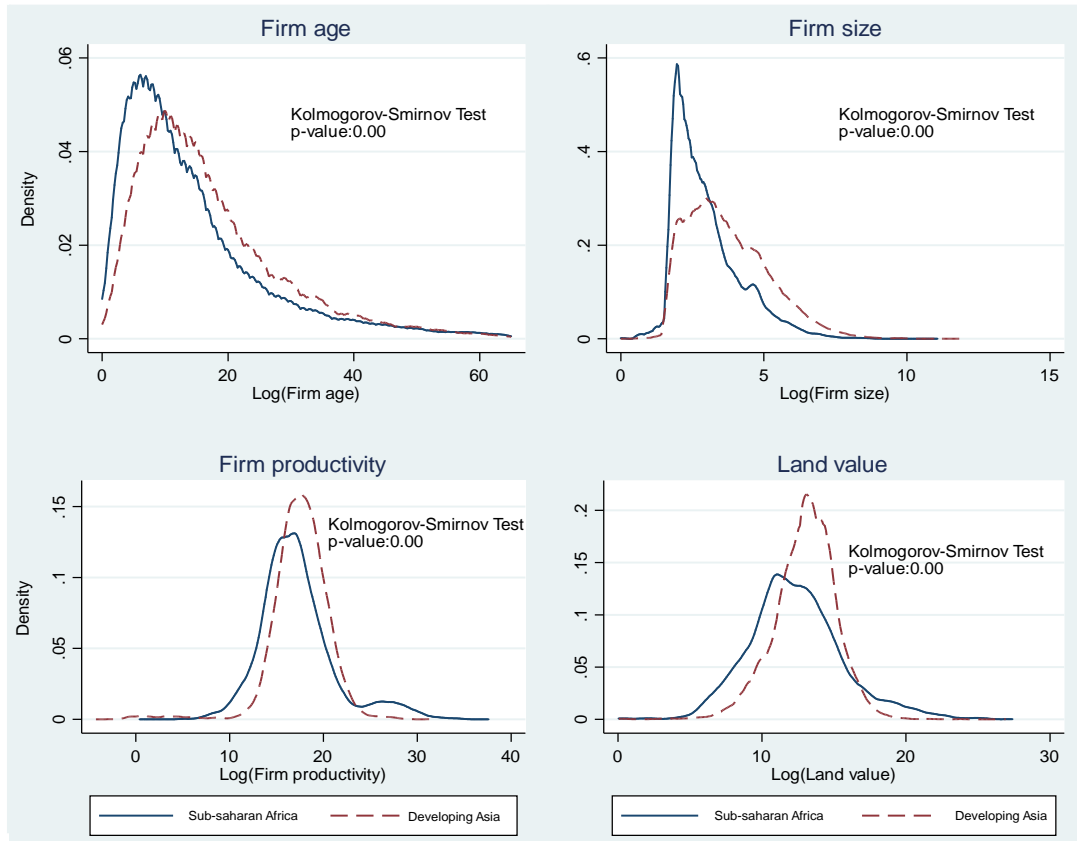 Firm age
Density
.06
.04
.02
0
Kolmogorov-Smirnov Test
p-value:0.00
0 20 40 60
Log(Firm age)
Firm size
.6
.4
.2
0
Kolmogorov-Smirnov Test
p-value:0.00
0 5 10 15
Log(Firm size)
Firm productivity
Density
.15
.1
.05
0
Kolmogorov-Smirnov Test
p-value:0.00
0 10 20 30 40
Log(Firm productivity)
Sub-saharan Africa Developing Asia
Land value
.2
.15
.1
.05
0
Kolmogorov-Smirnov Test
p-value:0.00
0 10 20 30
Log(Land value)
Sub-saharan Africa Developing Asia